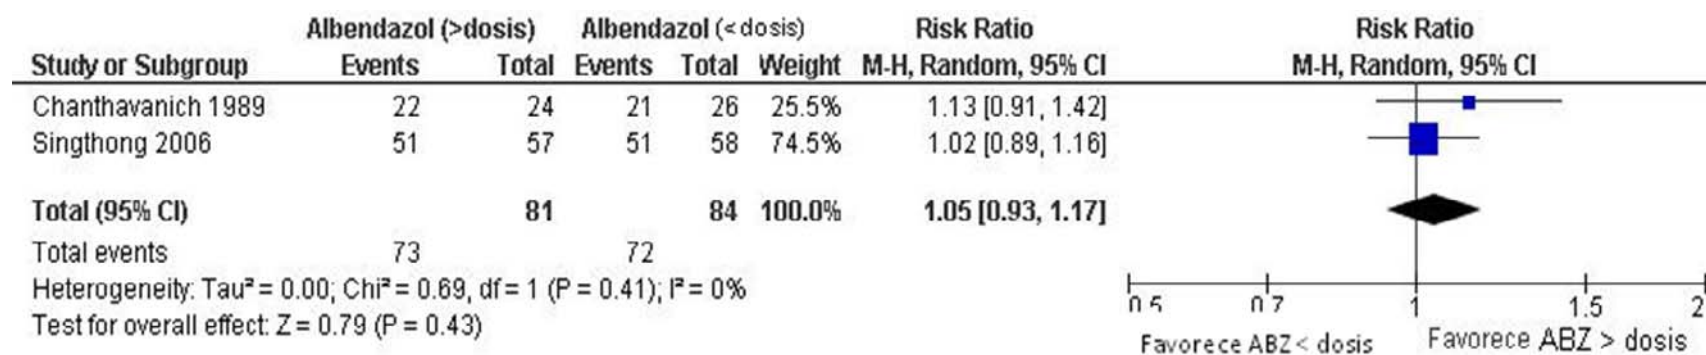 Albendazol (>dosis) Albendazol (< dosis) Risk Ratio Risk Ratio
Study or Subgroup Events Total Events Total Weight M-H, Random, 95% CI M-H, Random, 95% CI
Chanthavanich 1989 22 24 21 26 25.5% 1.13 [0.91, 1.42]
Singthong 2006 51 57 51 58 74.5% 1.02 [0.89, 1.16]
Total (95% CI) 81 84 100.0% 1.05 [0.93, 1.17]
Total events 73 72
Heterogeneity: Tau² = 0.00; Chi² = 0.69, df = 1 (P = 0.41); I² = 0%
Test for overall effect: Z = 0.79 (P = 0.43)
0.5 0.7 1 1.5 2
Favorece ABZ < dosis Favorece ABZ > dosis